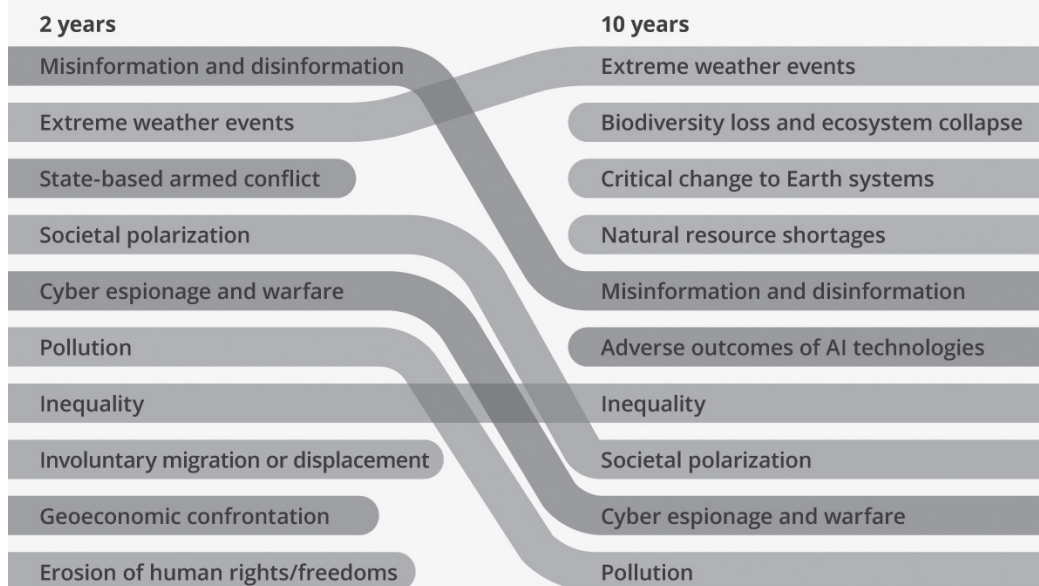 2 years
Misinformation and disinformation
Extreme weather events
State-based armed conflict
Societal polarization
Cyber espionage and warfare
Pollution
Inequality
Involuntary migration or displacement
Geoeconomic confrontation
Erosion of human rights/freedoms
10 years
Extreme weather events
Biodiversity loss and ecosystem collapse
Critical change to Earth systems
Natural resource shortages
Misinformation and disinformation
Adverse outcomes of AI technologies
Inequality
Societal polarization
Cyber espionage and warfare
Pollution